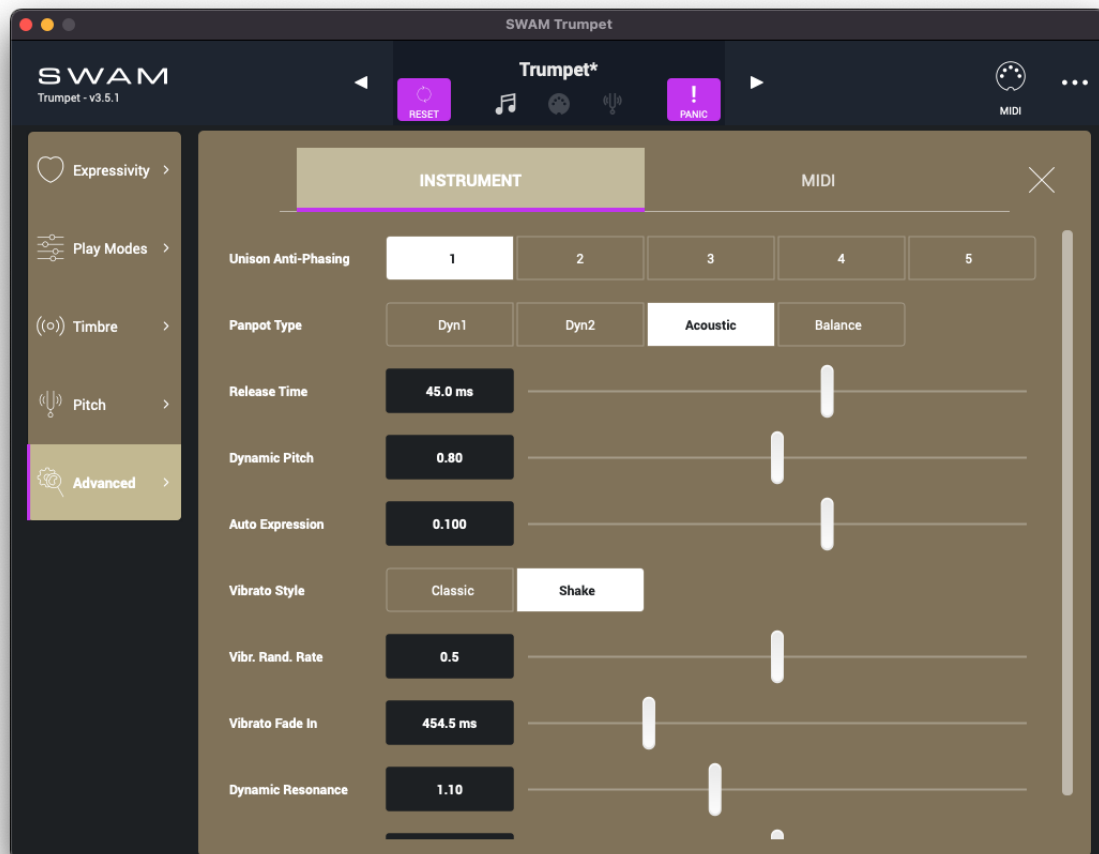 SWAM Trumpet
SWAM
Trumpet - v3.5.1
Trumpet*
RESET
!
PANIC
MIDI
Expressivity
Play Modes
Timbre
Pitch
Advanced
INSTRUMENT MIDI
Unison Anti-Phasing 1 2 3 4 5
Panpot Type Dyn1 Dyn2 Acoustic Balance
Release Time 45.0 ms
Dynamic Pitch 0.80
Auto Expression 0.100
Vibrato Style Classic Shake
Vibr. Rand. Rate 0.5
Vibrato Fade In 454.5 ms
Dynamic Resonance 1.10